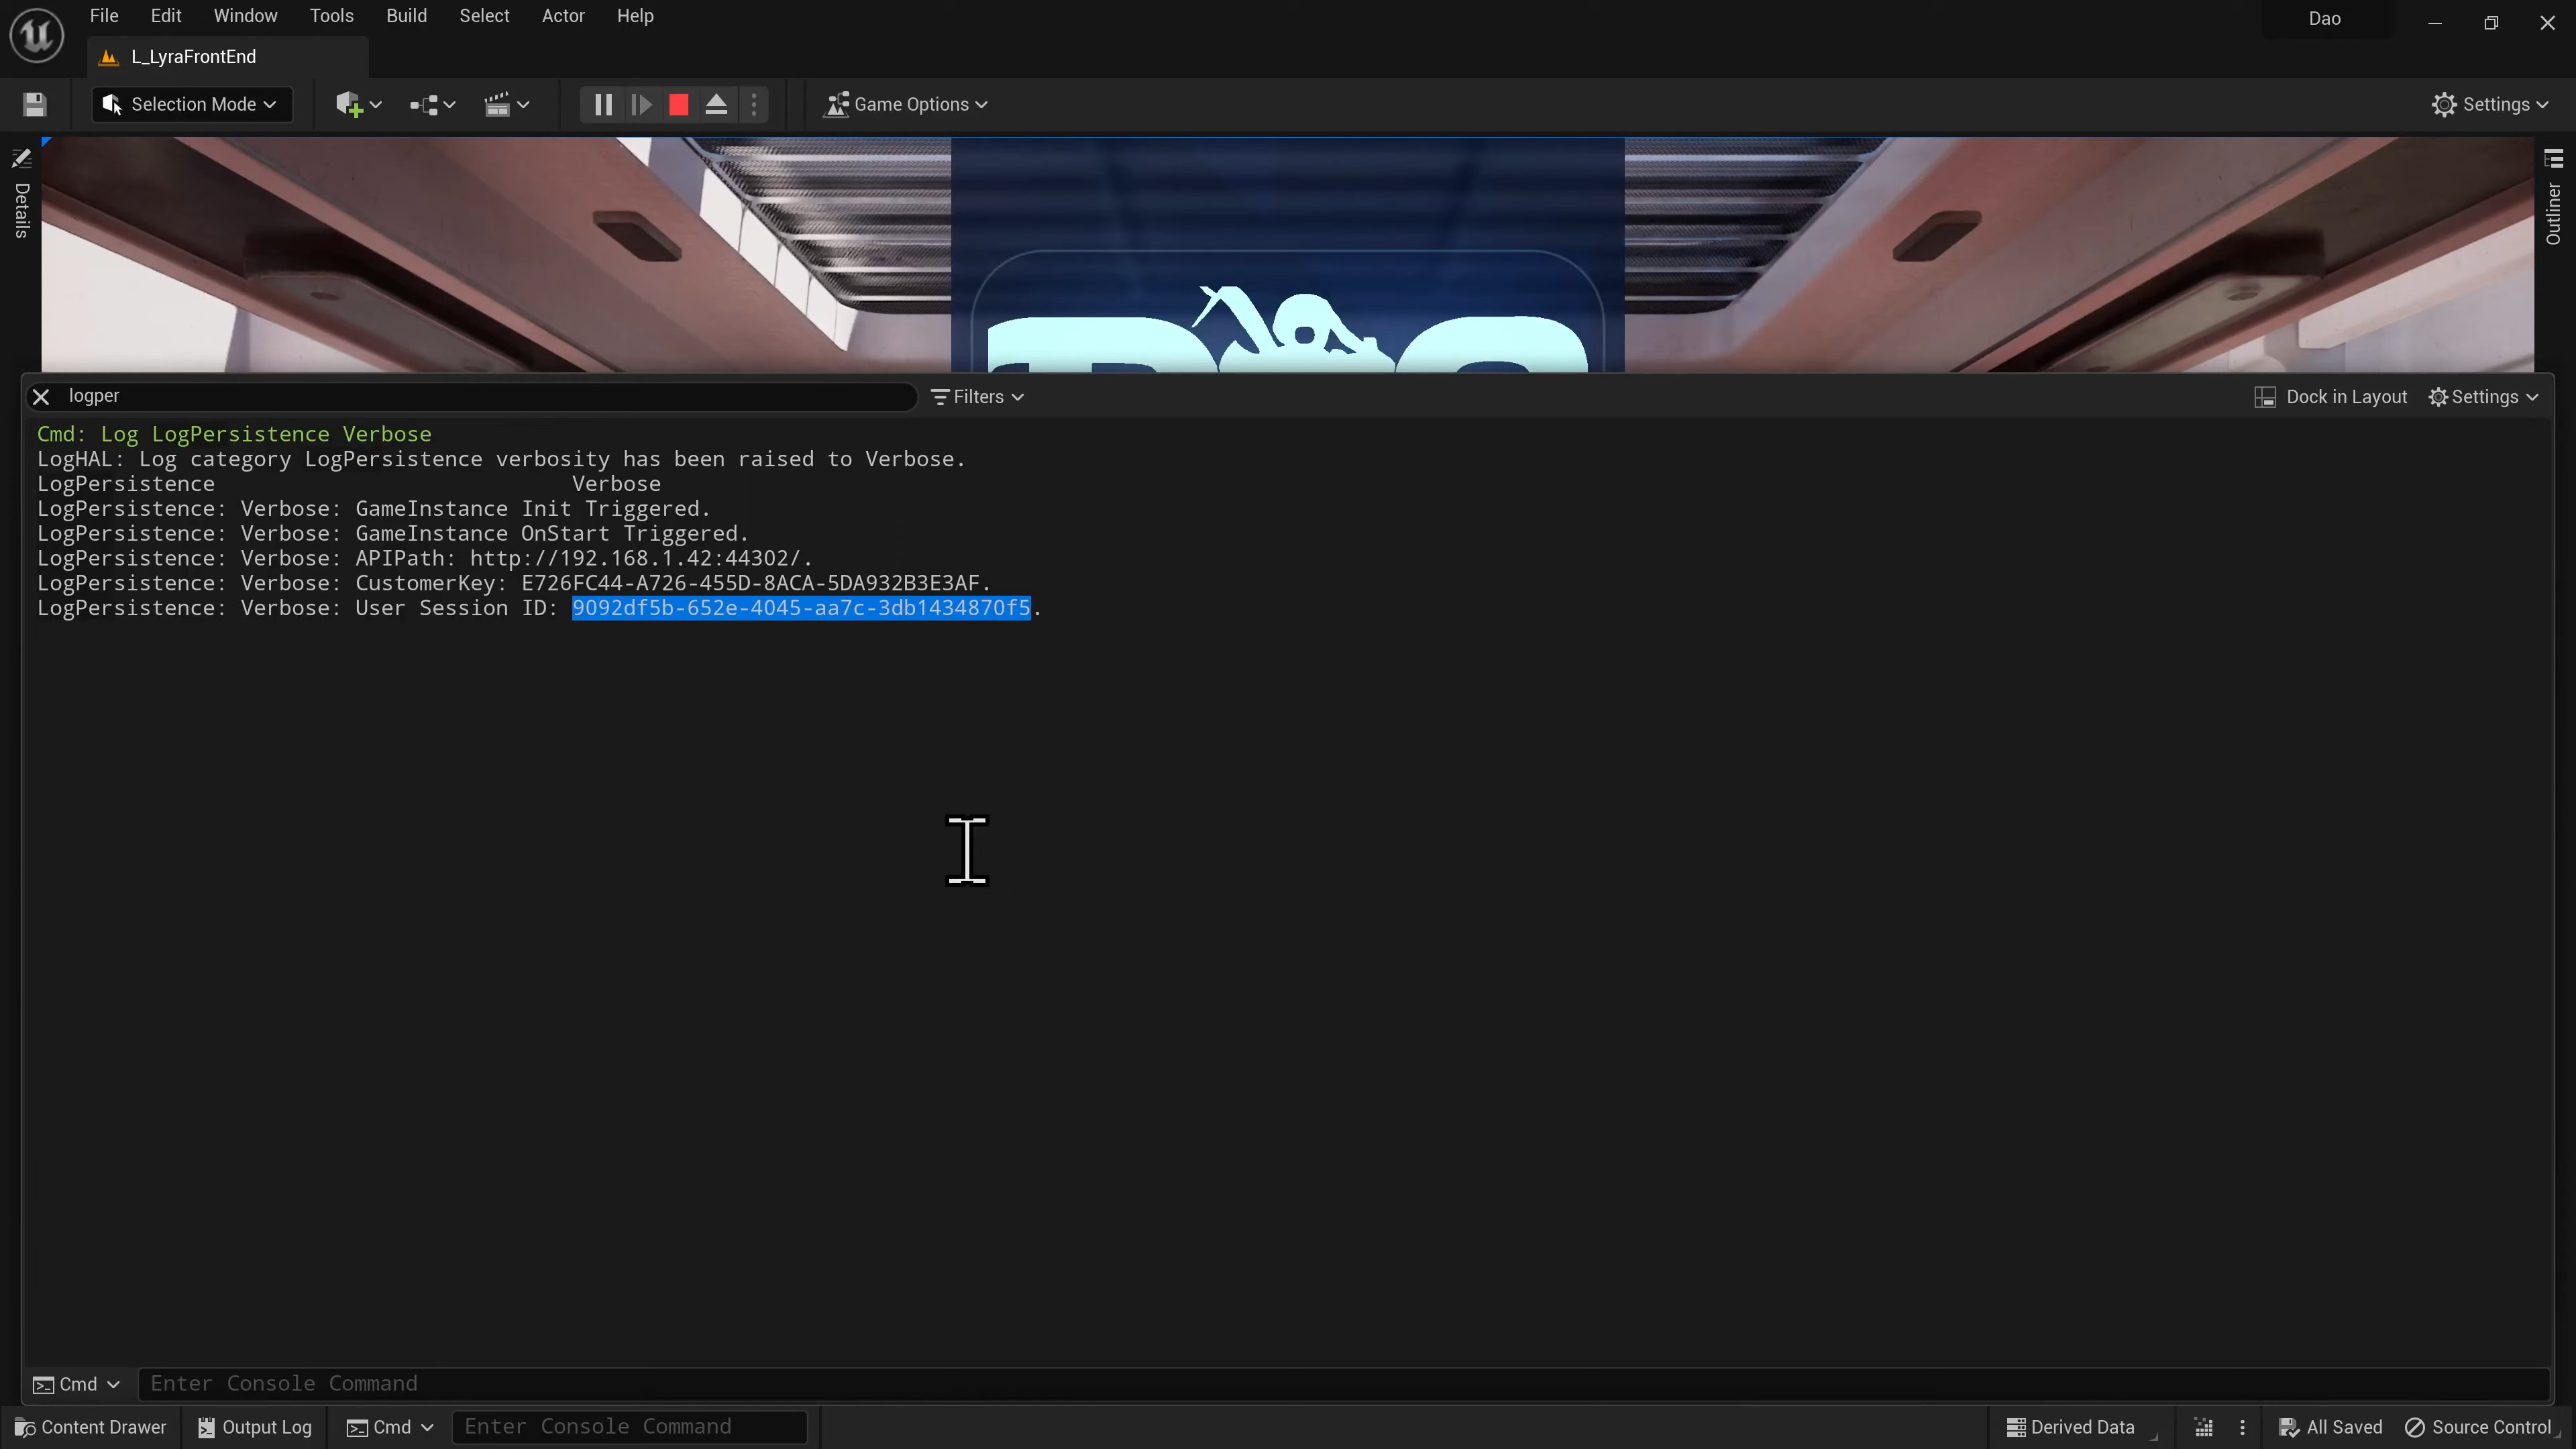 File Edit Window Tools Build Select Actor Help
Dao
L_LyraFrontEnd
Selection Mode
Game Options
Settings
Details
Outliner
logper
Filters
Dock in Layout
Settings
Cmd: Log LogPersistence Verbose
LogHAL: Log category LogPersistence verbosity has been raised to Verbose.
LogPersistence Verbose
LogPersistence: Verbose: GameInstance Init Triggered.
LogPersistence: Verbose: GameInstance OnStart Triggered.
LogPersistence: Verbose: APIPath: http://192.168.1.42:44302/.
LogPersistence: Verbose: CustomerKey: E726FC44-A726-455D-8ACA-5DA932B3E3AF.
LogPersistence: Verbose: User Session ID: 9092df5b-652e-4045-aa7c-3db1434870f5.
Cmd
Enter Console Command
Content Drawer
Output Log
Cmd
Enter Console Command
Derived Data
All Saved
Source Control